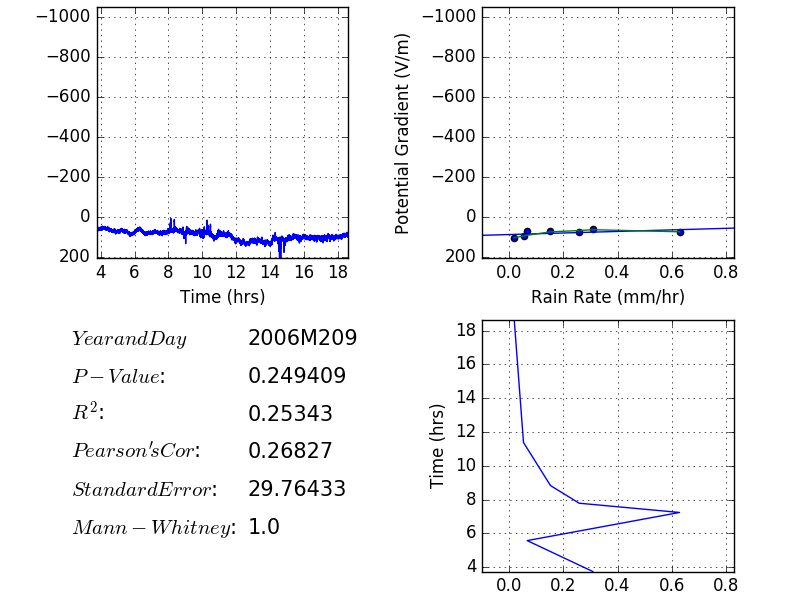 −1000
−800
−600
−400
−200
0
200
4 6 8 10 12 14 16 18
Time (hrs)
Potential Gradient (V/m)
−1000
−800
−600
−400
−200
0
200
0.0 0.2 0.4 0.6 0.8
Rain Rate (mm/hr)
YearandDay 2006M209
P−Value: 0.249409
R²: 0.25343
Pearson'sCor: 0.26827
StandardError: 29.76433
Mann−Whitney: 1.0
Time (hrs)
18
16
14
12
10
8
6
4
0.0 0.2 0.4 0.6 0.8